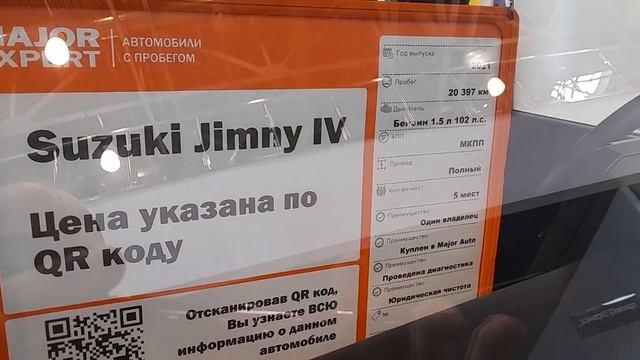 MAJOR
EXPERT
АВТОМОБИЛИ
С ПРОБЕГОМ
Suzuki Jimny IV
Цена указана по
QR коду
Отсканировав QR код,
Вы узнаете ВСЮ
информацию о данном
автомобиле
Год выпуска
2021
Пробег
20 397 км
Двигатель
Бензин 1.5 л 102 л.с.
КПП
МКПП
Привод
Полный
Кол-во мест
5 мест
Преимущество
Один владелец
Преимущество
Куплен в Major Auto
Преимущество
Проведена диагностика
Преимущество
Юридическая чистота
№